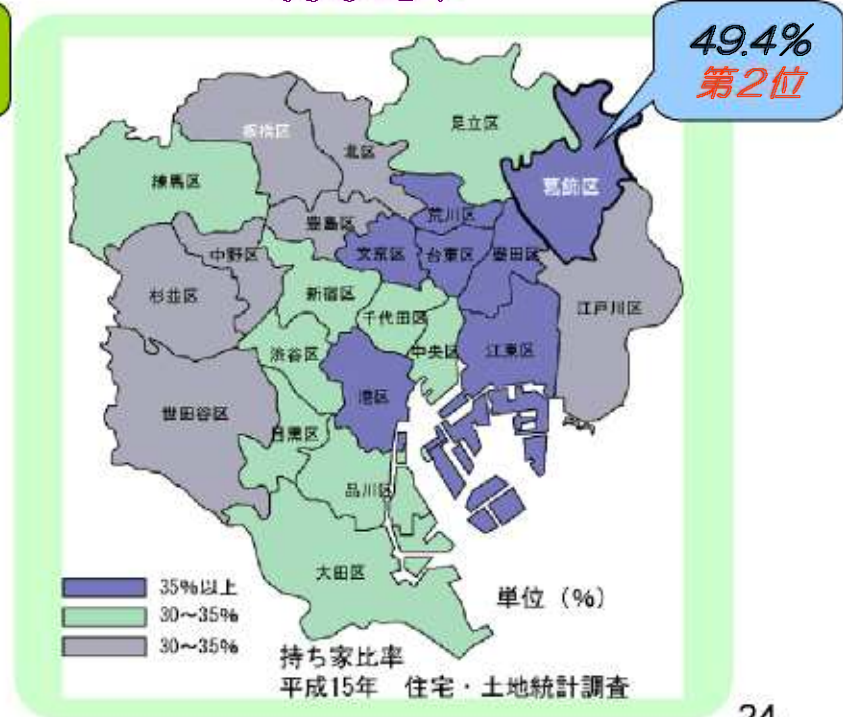 49.4%
第2位
足立区
板橋区
北区
葛飾区
練馬区
荒川区
豊島区
文京区
台東区
墨田区
中野区
杉並区
新宿区
江戸川区
千代田区
渋谷区
中央区
江東区
港区
世田谷区
目黒区
品川区
大田区
35%以上
30～35%
30～35%
単位（%）
持ち家比率
平成15年　住宅・土地統計調査